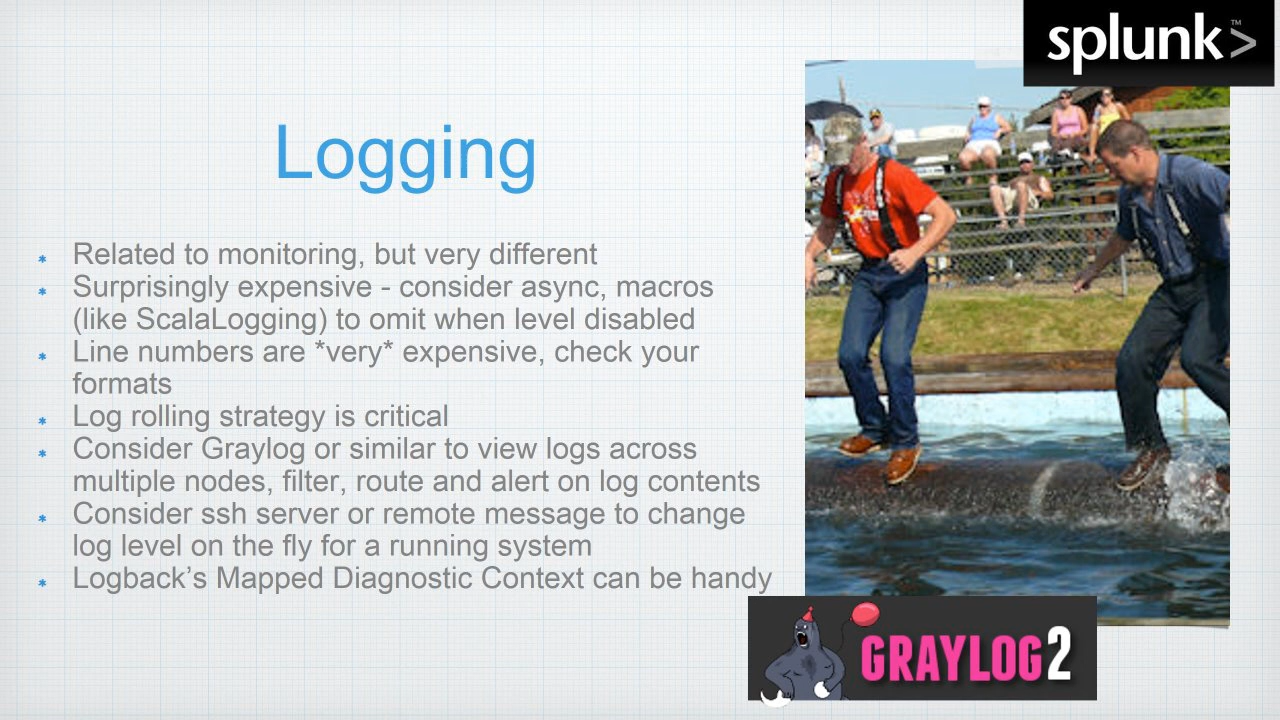 splunk>™
Logging
* Related to monitoring, but very different
* Surprisingly expensive - consider async, macros
(like ScalaLogging) to omit when level disabled
* Line numbers are *very* expensive, check your
formats
* Log rolling strategy is critical
* Consider Graylog or similar to view logs across
multiple nodes, filter, route and alert on log contents
* Consider ssh server or remote message to change
log level on the fly for a running system
* Logback’s Mapped Diagnostic Context can be handy
GRAYLOG2